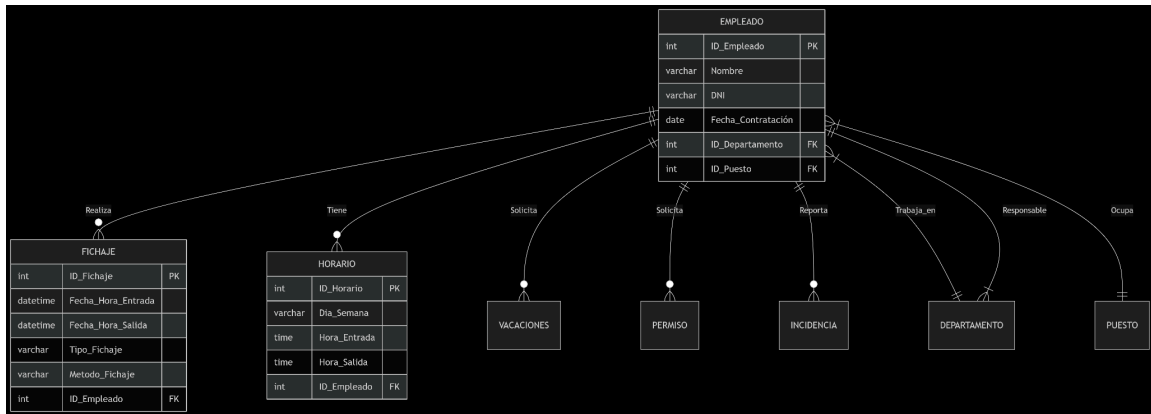 EMPLEADO
int ID_Empleado PK
varchar Nombre
varchar DNI
date Fecha_Contratación
int ID_Departamento FK
int ID_Puesto FK
Realiza Tiene Solicita Solicita Reporta Trabaja_en Responsable Ocupa
FICHAJE
int ID_Fichaje PK
datetime Fecha_Hora_Entrada
datetime Fecha_Hora_Salida
varchar Tipo_Fichaje
varchar Metodo_Fichaje
int ID_Empleado FK
HORARIO
int ID_Horario PK
varchar Dia_Semana
time Hora_Entrada
time Hora_Salida
int ID_Empleado FK
VACACIONES
PERMISO
INCIDENCIA
DEPARTAMENTO
PUESTO